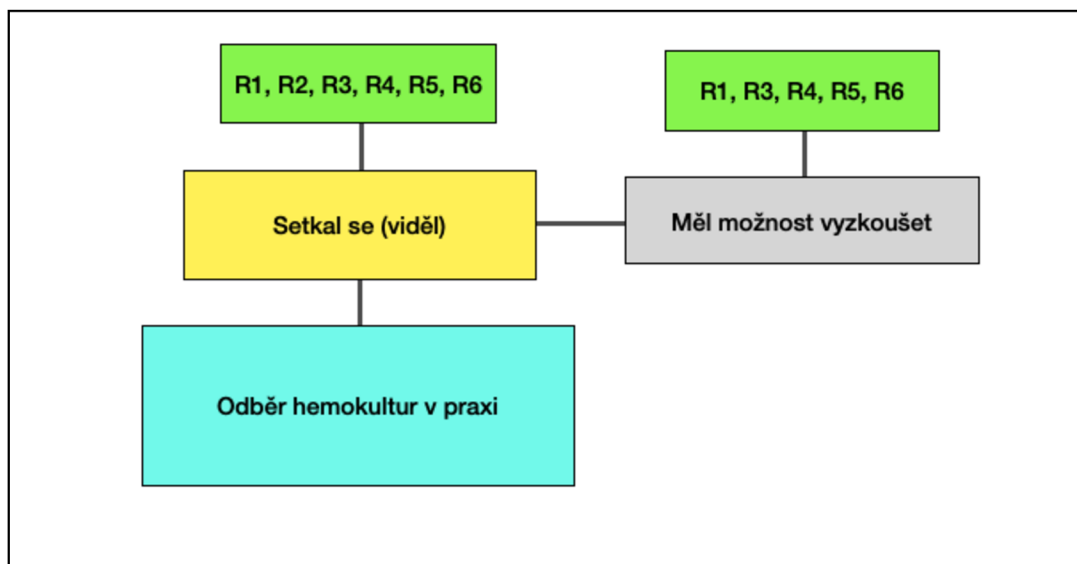 R1, R2, R3, R4, R5, R6
R1, R3, R4, R5, R6
Setkal se (viděl)
Měl možnost vyzkoušet
Odběr hemokultur v praxi